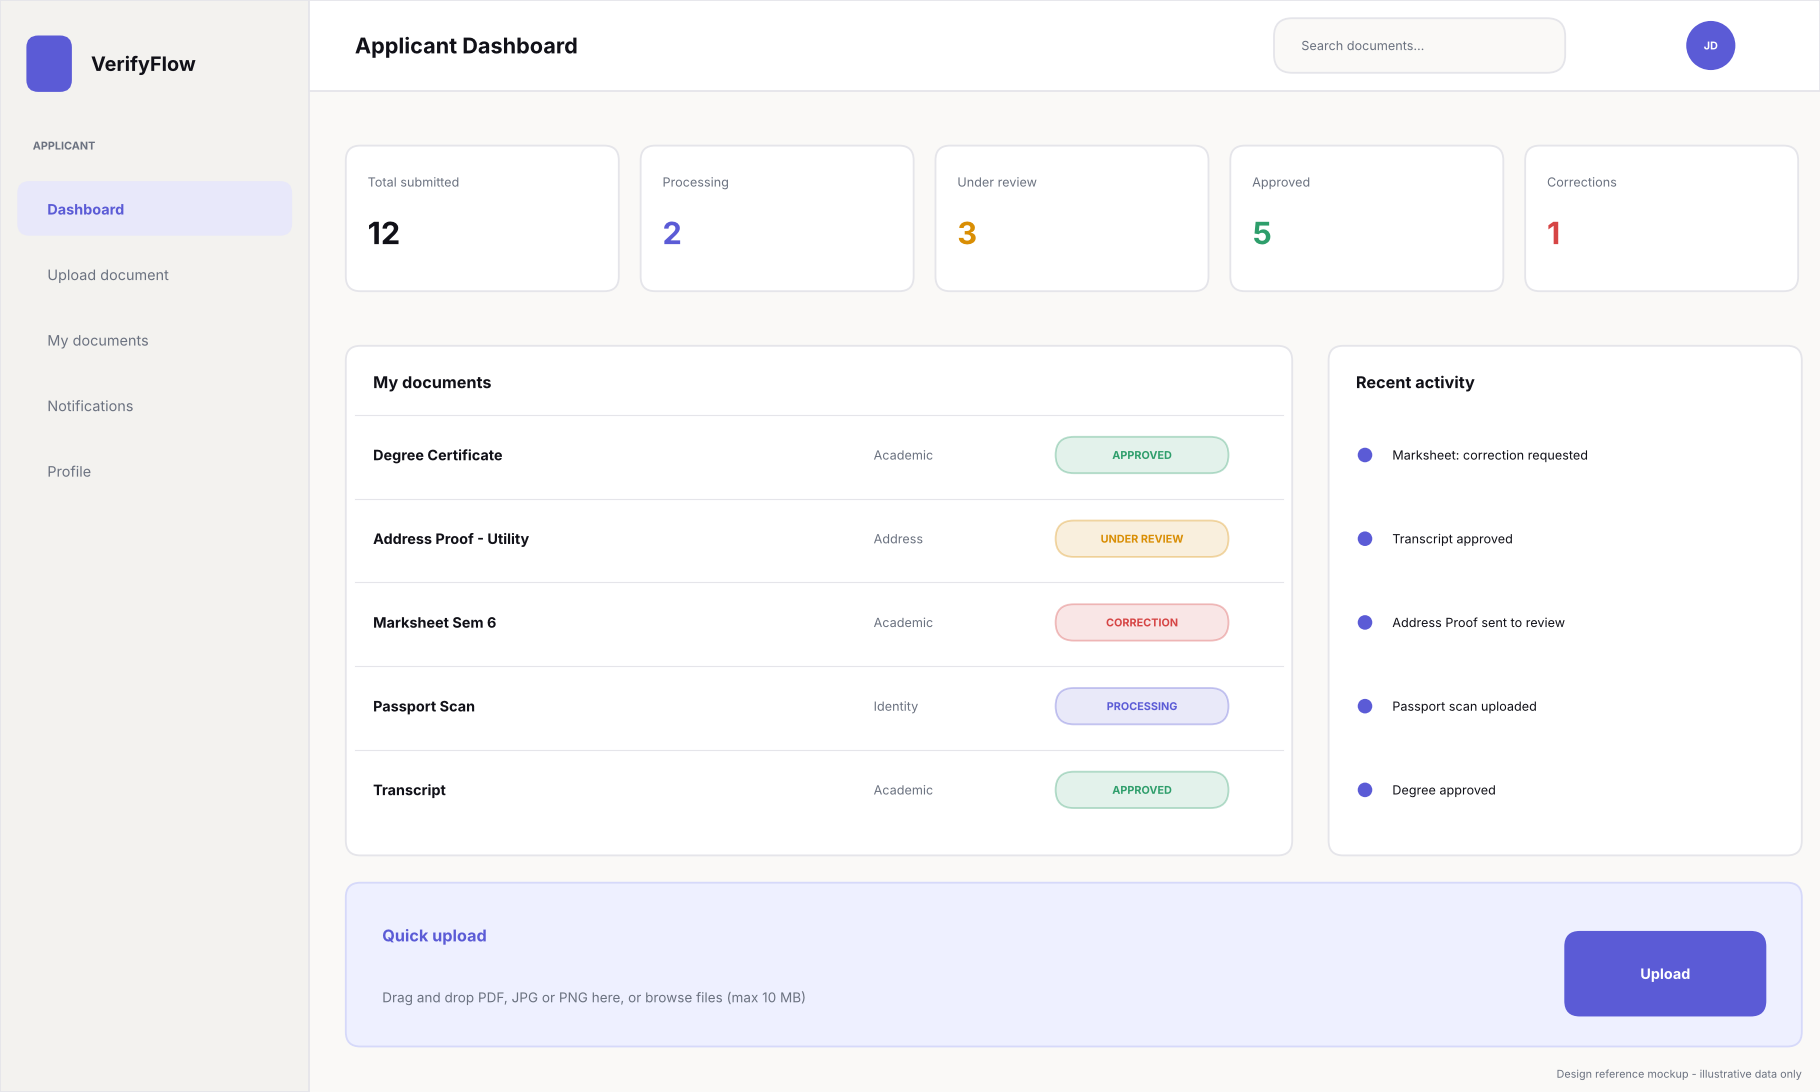 VerifyFlow
APPLICANT
Dashboard
Upload document
My documents
Notifications
Profile
Applicant Dashboard
Search documents...
JD
Total submitted
12
Processing
2
Under review
3
Approved
5
Corrections
1
My documents
Degree Certificate Academic APPROVED
Address Proof - Utility Address UNDER REVIEW
Marksheet Sem 6 Academic CORRECTION
Passport Scan Identity PROCESSING
Transcript Academic APPROVED
Recent activity
Marksheet: correction requested
Transcript approved
Address Proof sent to review
Passport scan uploaded
Degree approved
Quick upload
Drag and drop PDF, JPG or PNG here, or browse files (max 10 MB)
Upload
Design reference mockup - illustrative data only